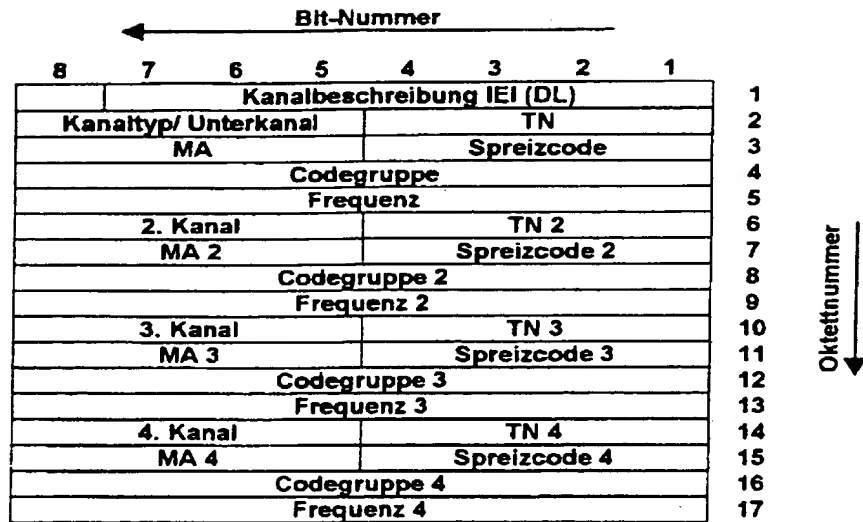 Bit-Nummer
8 7 6 5 4 3 2 1
Kanalbeschreibung IEI (DL) 1
Kanaltyp/ Unterkanal TN 2
MA Spreizcode 3
Codegruppe 4
Frequenz 5
2. Kanal TN 2 6
MA 2 Spreizcode 2 7
Codegruppe 2 8
Frequenz 2 9
3. Kanal TN 3 10
MA 3 Spreizcode 3 11
Codegruppe 3 12
Frequenz 3 13
4. Kanal TN 4 14
MA 4 Spreizcode 4 15
Codegruppe 4 16
Frequenz 4 17
Oktettnummer